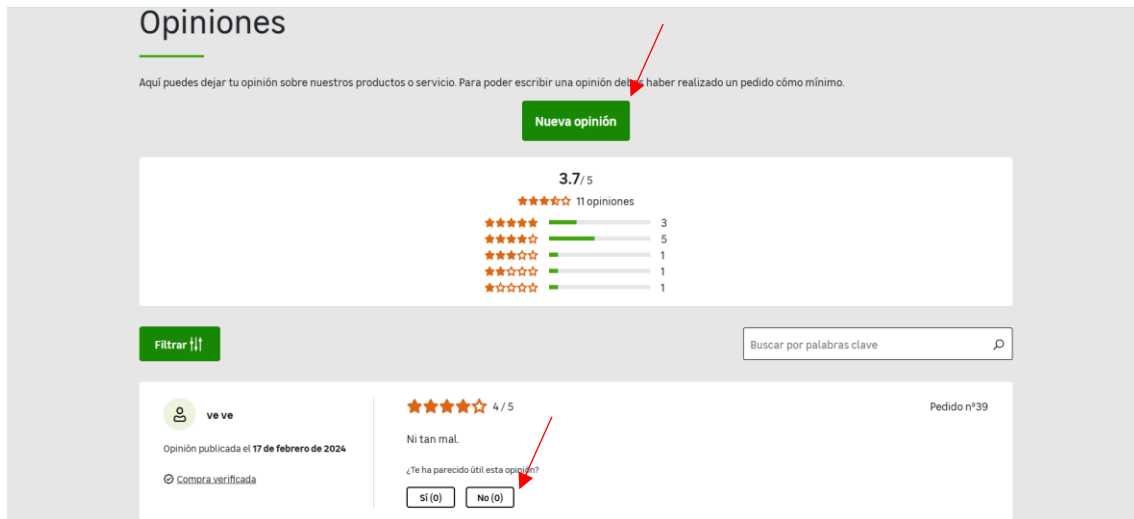 Opiniones
Aquí puedes dejar tu opinión sobre nuestros productos o servicio. Para poder escribir una opinión debes haber realizado un pedido cómo mínimo.
Nueva opinión
3.7/ 5
11 opiniones
3
5
1
1
1
Filtrar
Buscar por palabras clave
ve ve
Opinión publicada el 17 de febrero de 2024
Compra verificada
4 / 5
Pedido nº39
Ni tan mal.
¿Te ha parecido útil esta opinión?
Sí (0)
No (0)